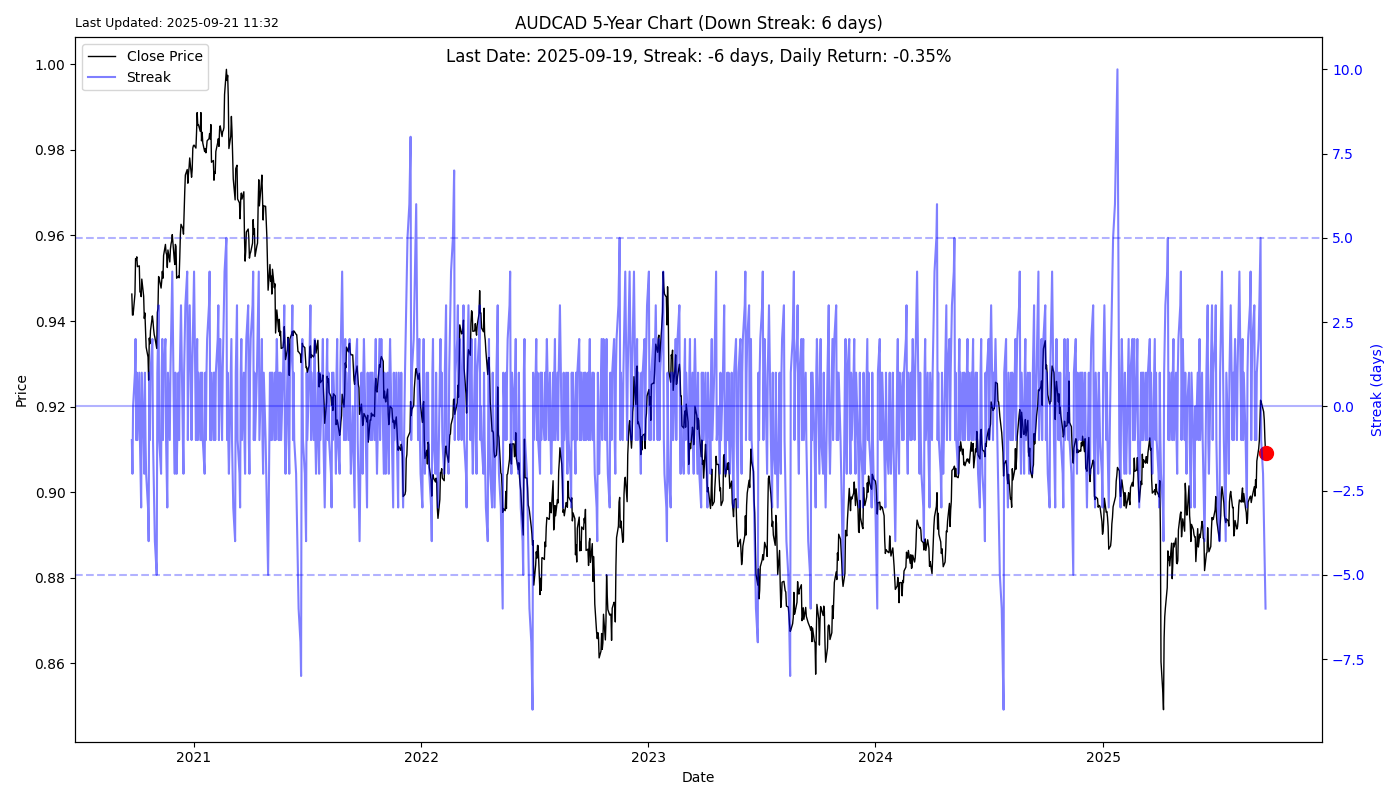 Last Updated: 2025-09-21 11:32
AUDCAD 5-Year Chart (Down Streak: 6 days)
Last Date: 2025-09-19, Streak: -6 days, Daily Return: -0.35%
Close Price
Streak
1.00
0.98
0.96
0.94
0.92
0.90
0.88
0.86
Price
10.0
7.5
5.0
2.5
0.0
−2.5
−5.0
−7.5
Streak (days)
2021
2022
2023
2024
2025
Date